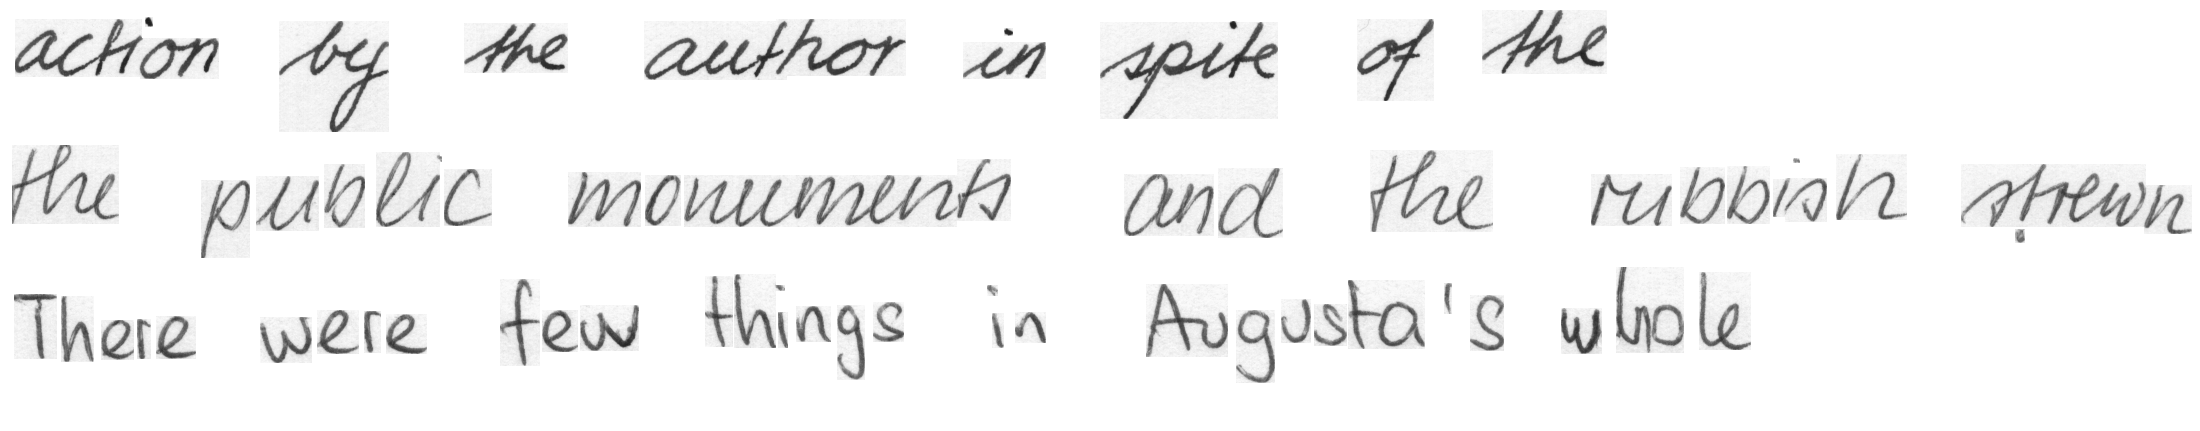 action by the author in spite of the
the public monuments and the rubbish strewn
There were few things in Augusta's whole